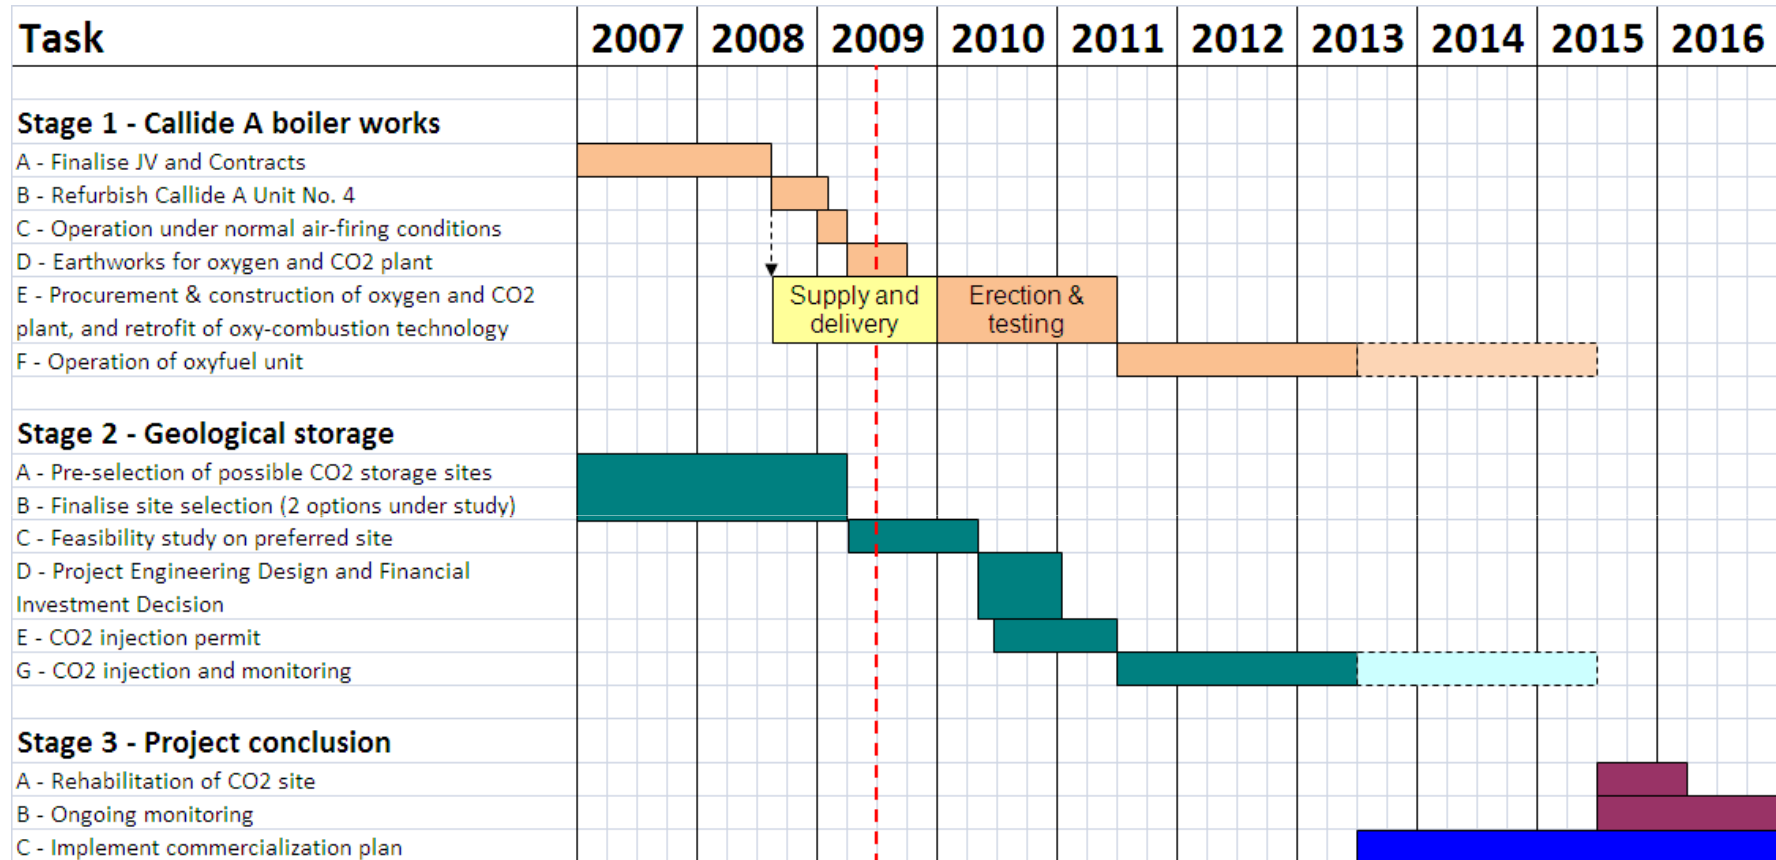 Task 2007 2008 2009 2010 2011 2012 2013 2014 2015 2016
Stage 1 - Callide A boiler works
A - Finalise JV and Contracts
B - Refurbish Callide A Unit No. 4
C - Operation under normal air-firing conditions
D - Earthworks for oxygen and CO2 plant
E - Procurement & construction of oxygen and CO2
plant, and retrofit of oxy-combustion technology
Supply and
delivery
Erection &
testing
F - Operation of oxyfuel unit
Stage 2 - Geological storage
A - Pre-selection of possible CO2 storage sites
B - Finalise site selection (2 options under study)
C - Feasibility study on preferred site
D - Project Engineering Design and Financial
Investment Decision
E - CO2 injection permit
G - CO2 injection and monitoring
Stage 3 - Project conclusion
A - Rehabilitation of CO2 site
B - Ongoing monitoring
C - Implement commercialization plan